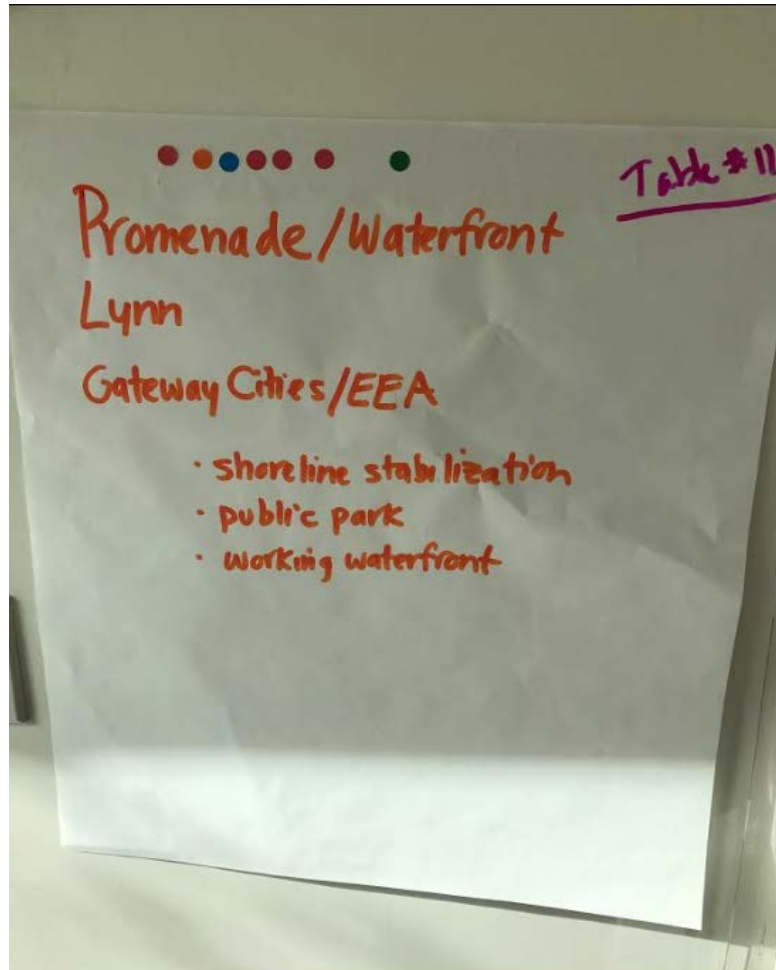 Table #11
Promenade/Waterfront
Lynn
Gateway Cities/EEA
· shoreline stabilization
· public park
· working waterfront